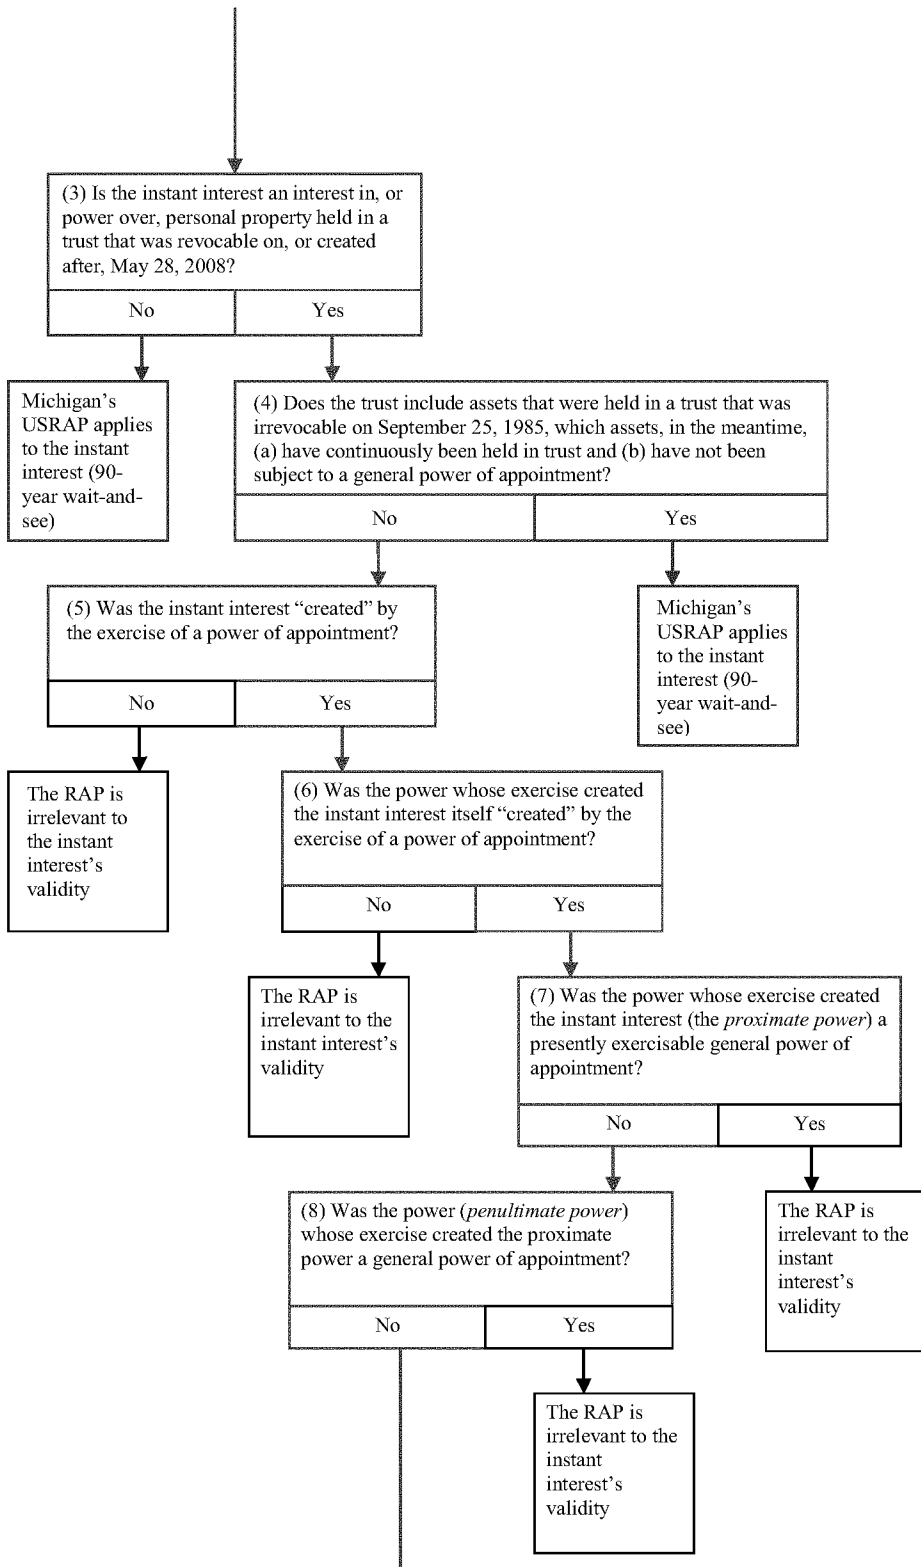 (3) Is the instant interest an interest in, or
power over, personal property held in a
trust that was revocable on, or created
after, May 28, 2008?
No
Yes
Michigan's
USRAP applies
to the instant
interest (90-
year wait-and-
see)
(4) Does the trust include assets that were held in a trust that was
irrevocable on September 25, 1985, which assets, in the meantime,
(a) have continuously been held in trust and (b) have not been
subject to a general power of appointment?
No
Yes
(5) Was the instant interest “created” by
the exercise of a power of appointment?
No
Yes
Michigan's
USRAP applies
to the instant
interest (90-
year wait-and-
see)
The RAP is
irrelevant to
the instant
interest's
validity
(6) Was the power whose exercise created
the instant interest itself “created” by the
exercise of a power of appointment?
No
Yes
The RAP is
irrelevant to the
instant interest's
validity
(7) Was the power whose exercise created
the instant interest (the proximate power) a
presently exercisable general power of
appointment?
No
Yes
(8) Was the power (penultimate power)
whose exercise created the proximate
power a general power of appointment?
No
Yes
The RAP is
irrelevant to the
instant
interest's
validity
The RAP is
irrelevant to the
instant
interest's
validity